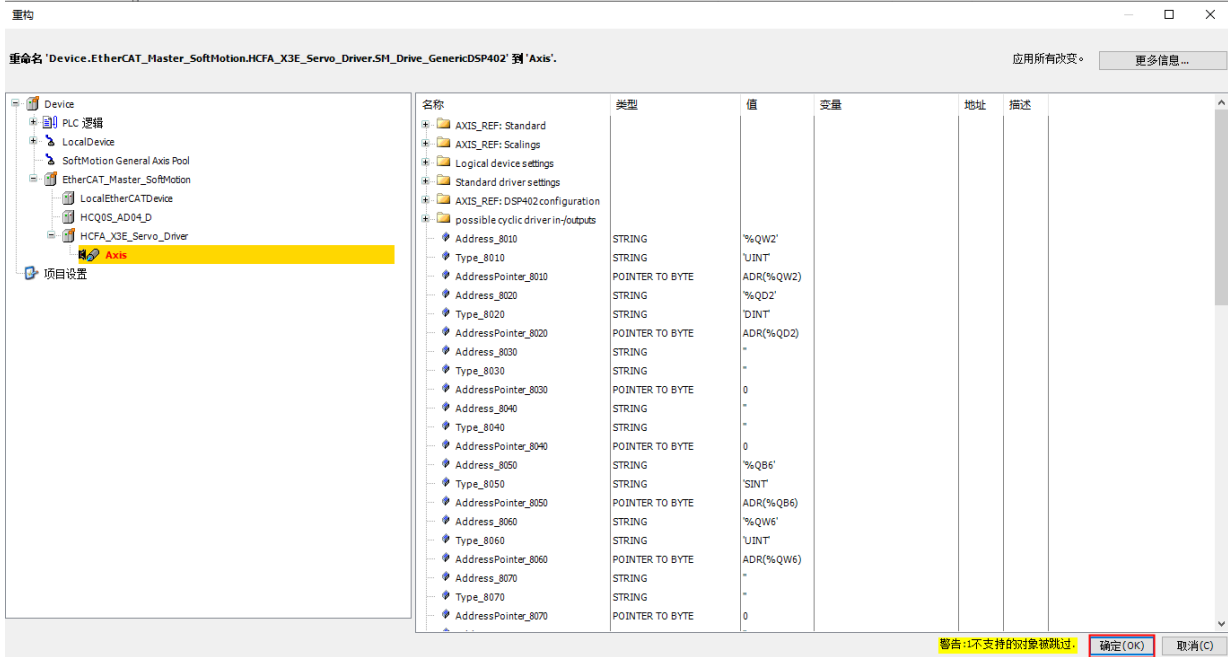 重构
重命名 'Device.EtherCAT_Master_SoftMotion.HCFA_X3E_Servo_Driver.SM_Drive_GenericDSP402' 到 'Axis'.
应用所有改变。
更多信息...
Device
PLC 逻辑
LocalDevice
SoftMotion General Axis Pool
EtherCAT_Master_SoftMotion
LocalEtherCATDevice
HCQ0S_AD04_D
HCFA_X3E_Servo_Driver
Axis
项目设置
名称 类型 值 变量 地址 描述
AXIS_REF: Standard
AXIS_REF: Scalings
Logical device settings
Standard driver settings
AXIS_REF: DSP402 configuration
possible cyclic driver in-/outputs
Address_8010 STRING '%QW2'
Type_8010 STRING 'UINT'
AddressPointer_8010 POINTER TO BYTE ADR(%QW2)
Address_8020 STRING '%QD2'
Type_8020 STRING 'DINT'
AddressPointer_8020 POINTER TO BYTE ADR(%QD2)
Address_8030 STRING ''
Type_8030 STRING ''
AddressPointer_8030 POINTER TO BYTE 0
Address_8040 STRING ''
Type_8040 STRING ''
AddressPointer_8040 POINTER TO BYTE 0
Address_8050 STRING '%QB6'
Type_8050 STRING 'SINT'
AddressPointer_8050 POINTER TO BYTE ADR(%QB6)
Address_8060 STRING '%QW6'
Type_8060 STRING 'UINT'
AddressPointer_8060 POINTER TO BYTE ADR(%QW6)
Address_8070 STRING ''
Type_8070 STRING ''
AddressPointer_8070 POINTER TO BYTE 0
警告:1不支持的对象被跳过.
确定(OK)
取消(C)